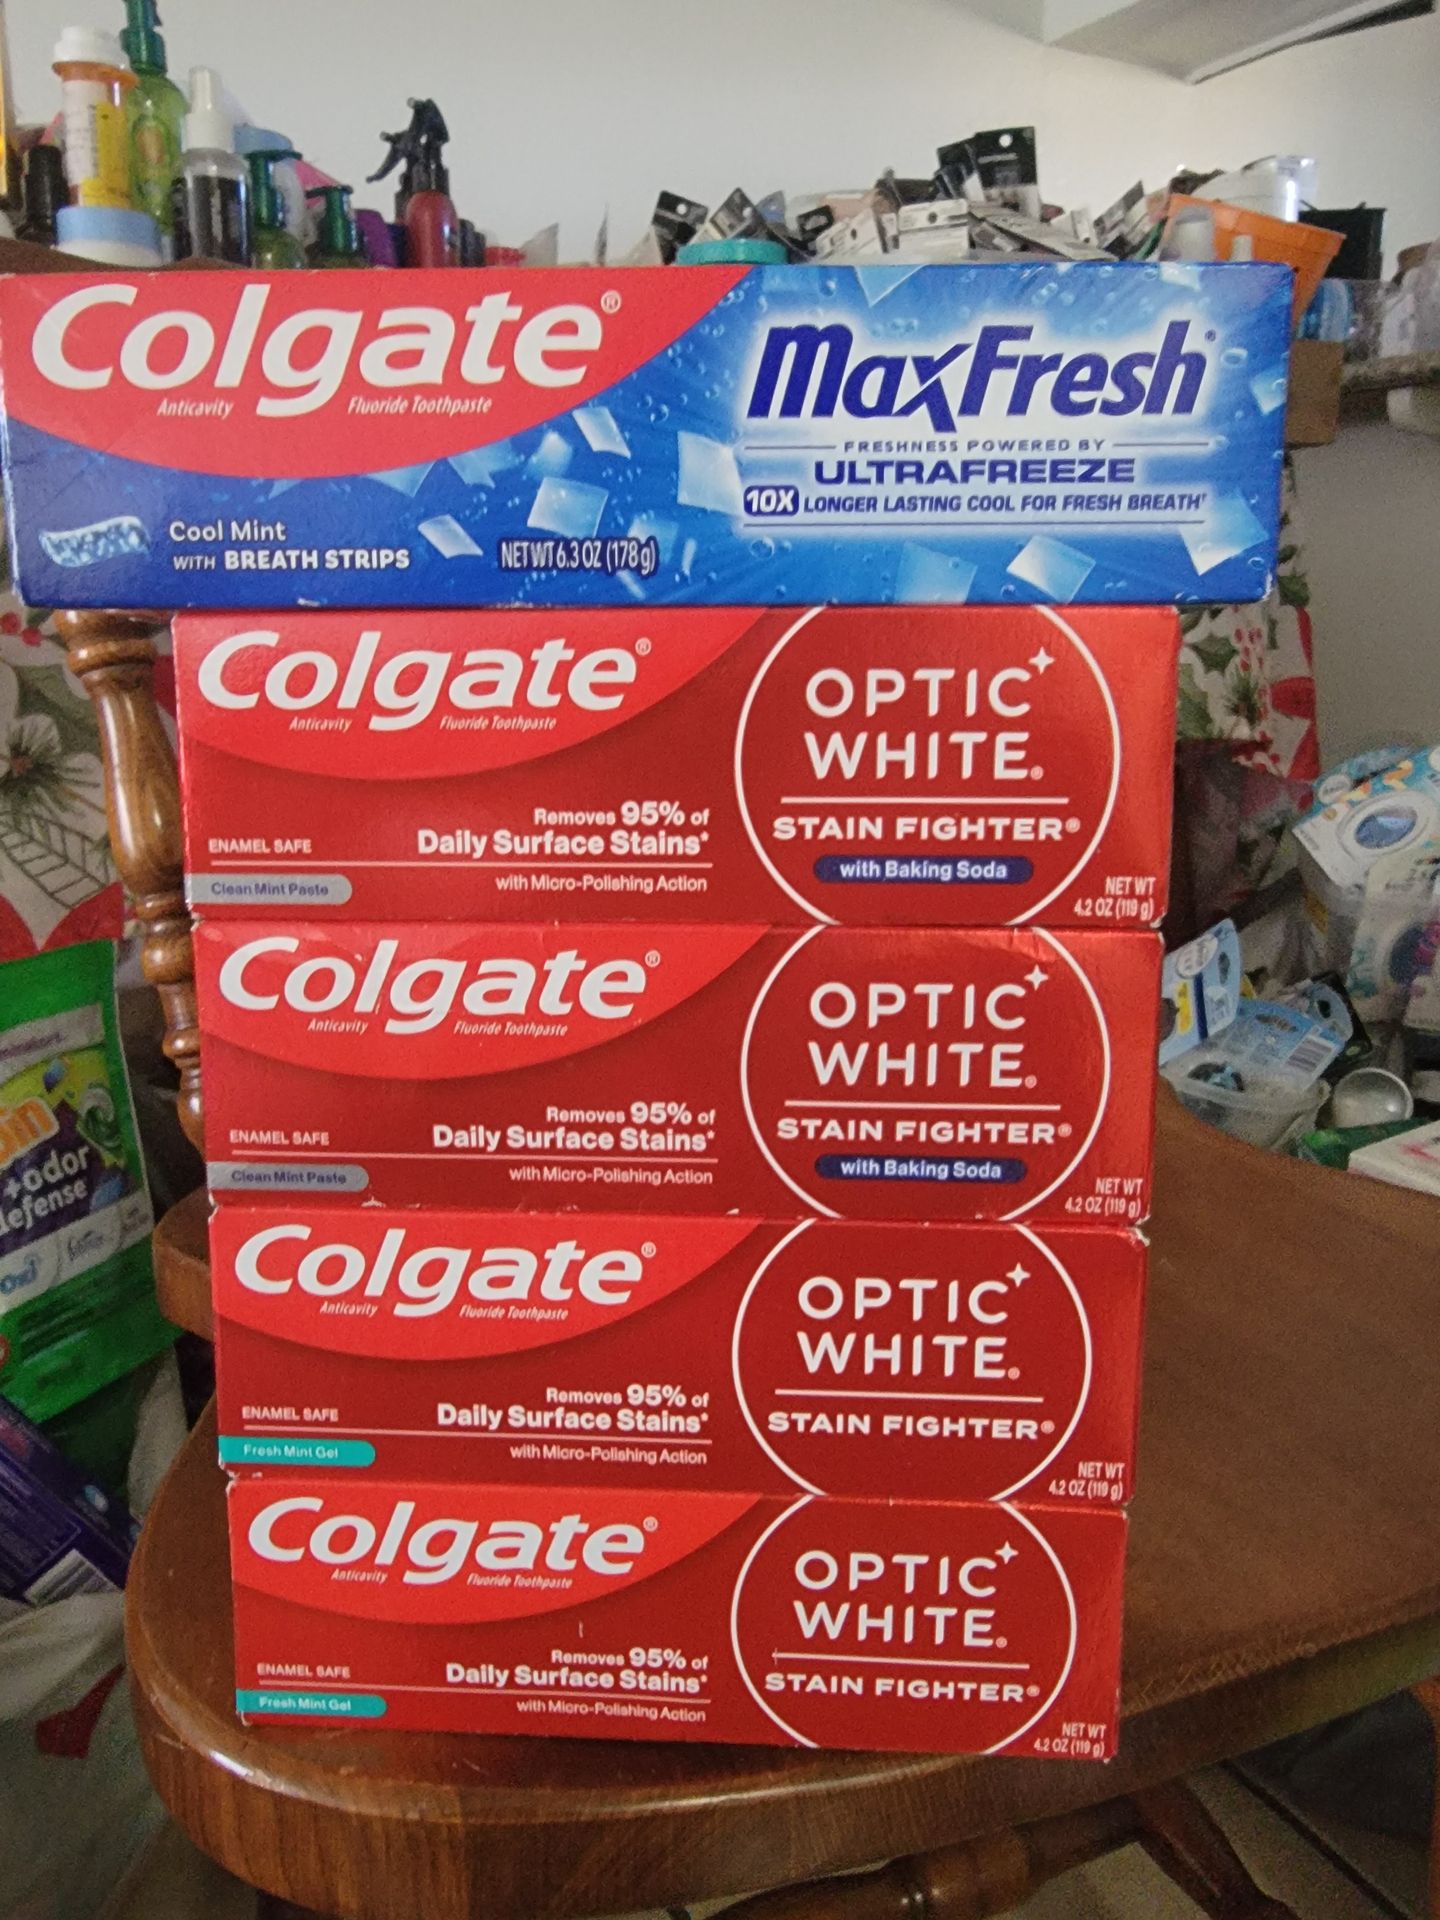 Colgate®
Anticavity Fluoride Toothpaste
MaxFresh®
FRESHNESS POWERED BY
ULTRAFREEZE
10X LONGER LASTING COOL FOR FRESH BREATH†
Cool Mint
WITH BREATH STRIPS
NET WT 6.3 OZ (178 g)
Colgate®
Anticavity Fluoride Toothpaste
OPTIC
WHITE®
STAIN FIGHTER®
with Baking Soda
Removes 95% of
Daily Surface Stains*
with Micro-Polishing Action
ENAMEL SAFE
Clean Mint Paste
NET WT
4.2 OZ (119 g)
Colgate®
Anticavity Fluoride Toothpaste
OPTIC
WHITE®
STAIN FIGHTER®
with Baking Soda
Removes 95% of
Daily Surface Stains*
with Micro-Polishing Action
ENAMEL SAFE
Clean Mint Paste
NET WT
4.2 OZ (119 g)
Colgate®
Anticavity Fluoride Toothpaste
OPTIC
WHITE®
STAIN FIGHTER®
Removes 95% of
Daily Surface Stains*
with Micro-Polishing Action
ENAMEL SAFE
Fresh Mint Gel
NET WT
4.2 OZ (119 g)
Colgate®
Anticavity Fluoride Toothpaste
OPTIC
WHITE®
STAIN FIGHTER®
Removes 95% of
Daily Surface Stains*
with Micro-Polishing Action
ENAMEL SAFE
Fresh Mint Gel
NET WT
4.2 OZ (119 g)
+odor
defense
Oxi